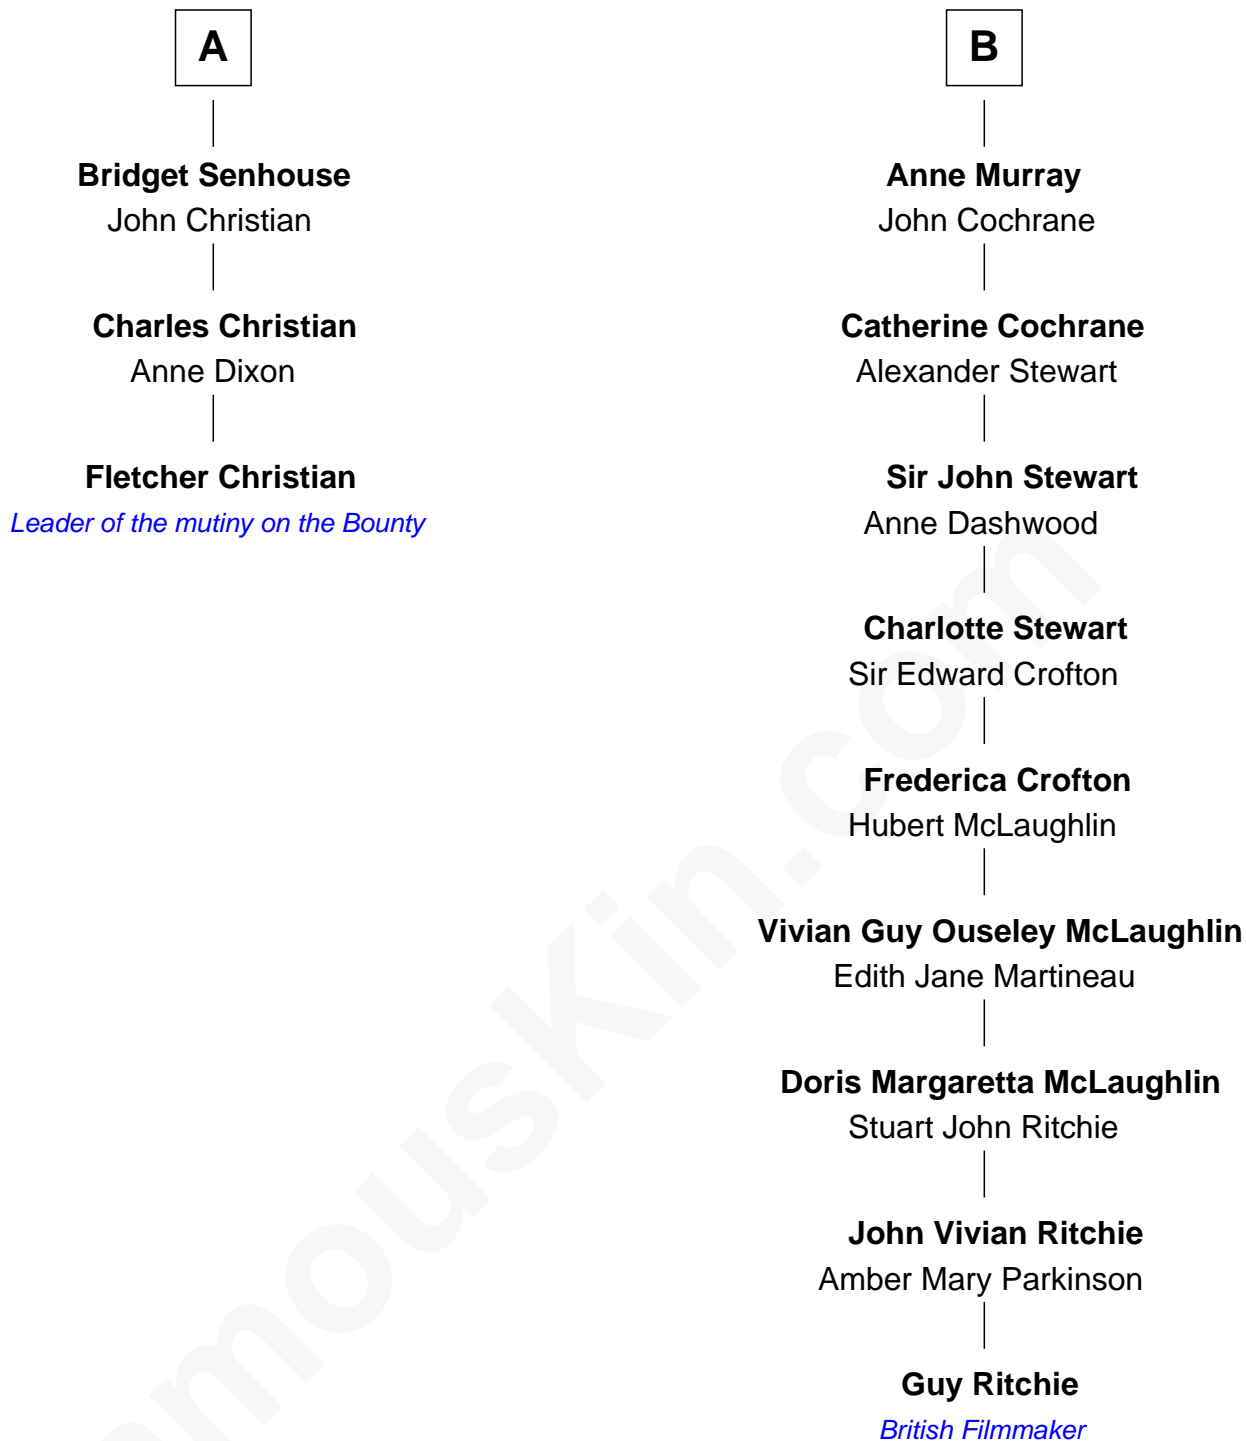 A
Bridget Senhouse
John Christian
Charles Christian
Anne Dixon
Fletcher Christian
Leader of the mutiny on the Bounty
B
Anne Murray
John Cochrane
Catherine Cochrane
Alexander Stewart
Sir John Stewart
Anne Dashwood
Charlotte Stewart
Sir Edward Crofton
Frederica Crofton
Hubert McLaughlin
Vivian Guy Ouseley McLaughlin
Edith Jane Martineau
Doris Margaretta McLaughlin
Stuart John Ritchie
John Vivian Ritchie
Amber Mary Parkinson
Guy Ritchie
British Filmmaker
mousKin.com